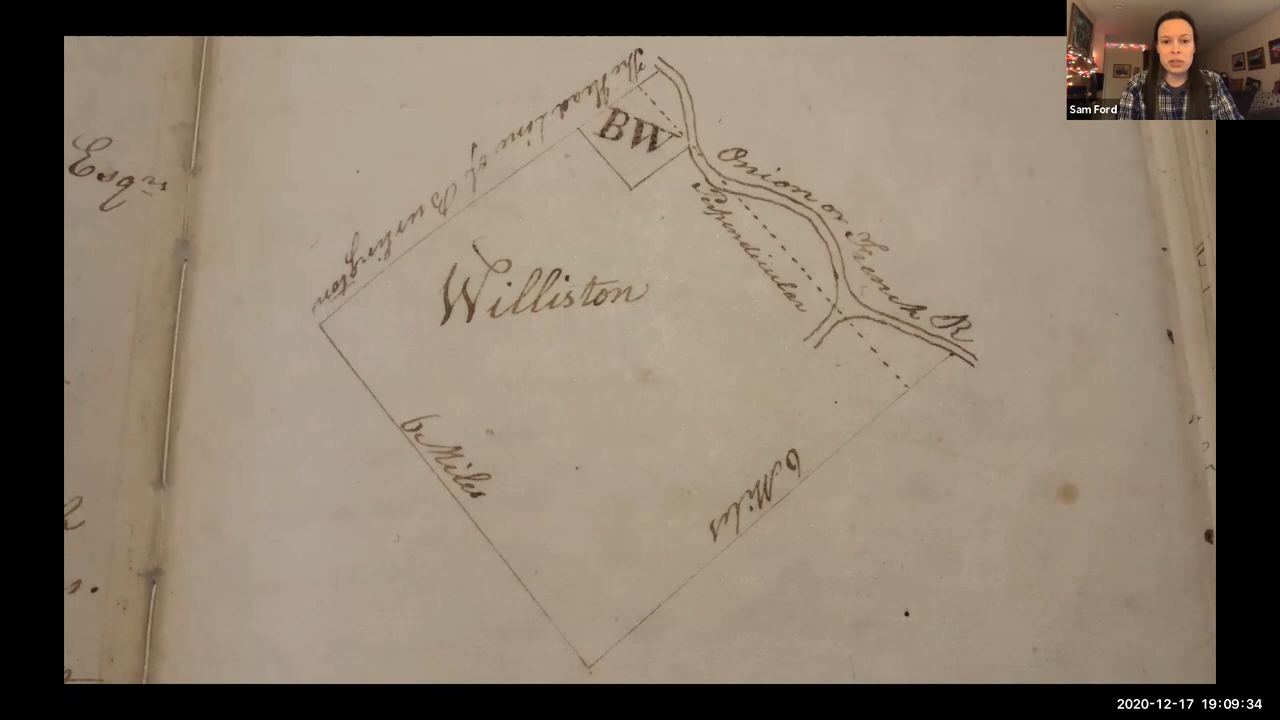 Sam Ford
Esqrs
The Head Line of Burlington
BW
Onion or French R
Perpendicular
Williston
6 Miles
6 Miles
2020-12-17 19:09:34